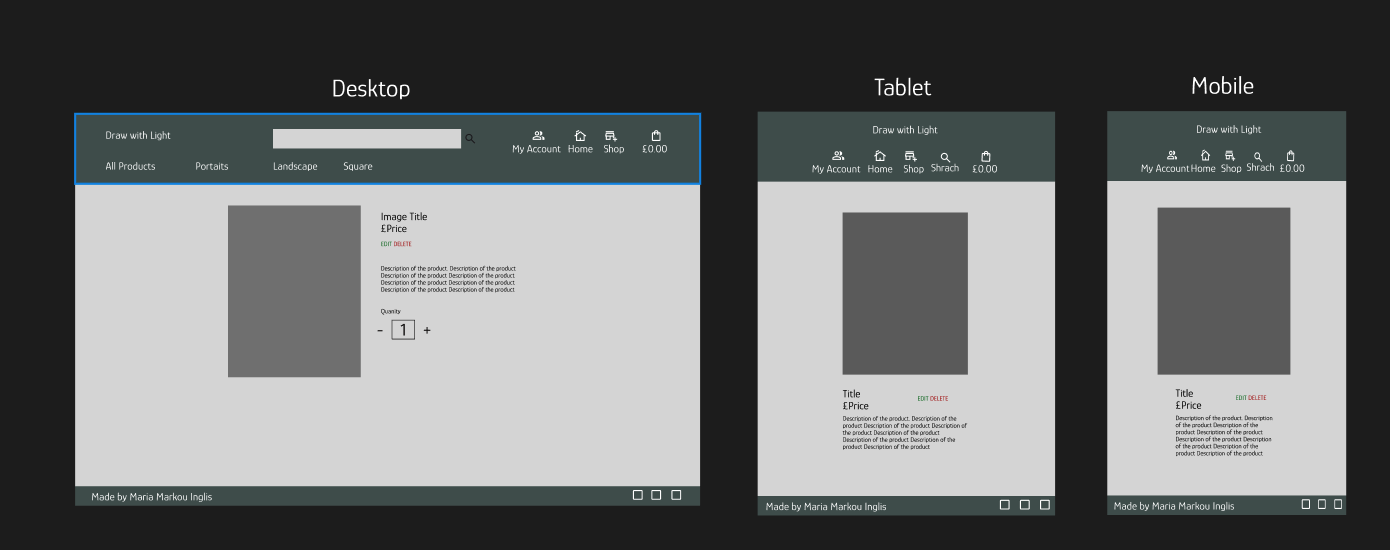 Desktop
Draw with Light
My Account Home Shop £0.00
All Products Portaits Landscape Square
Image Title
£Price
EDIT DELETE
Description of the product. Description of the product
Description of the product Description of the product
Description of the product Description of the product
Description of the product Description of the product
Quanity
- 1 +
Made by Maria Markou Inglis
Tablet
Draw with Light
My Account Home Shop Shrach £0.00
Title
£Price
EDIT DELETE
Description of the product. Description of the
product Description of the product Description of
the product Description of the product
Description of the product Description of the
product Description of the product
Made by Maria Markou Inglis
Mobile
Draw with Light
My Account Home Shop Shrach £0.00
Title
£Price
EDIT DELETE
Description of the product. Description
of the product Description of the
product Description of the product
Description of the product Description
of the product Description of the
product Description of the product
Made by Maria Markou Inglis